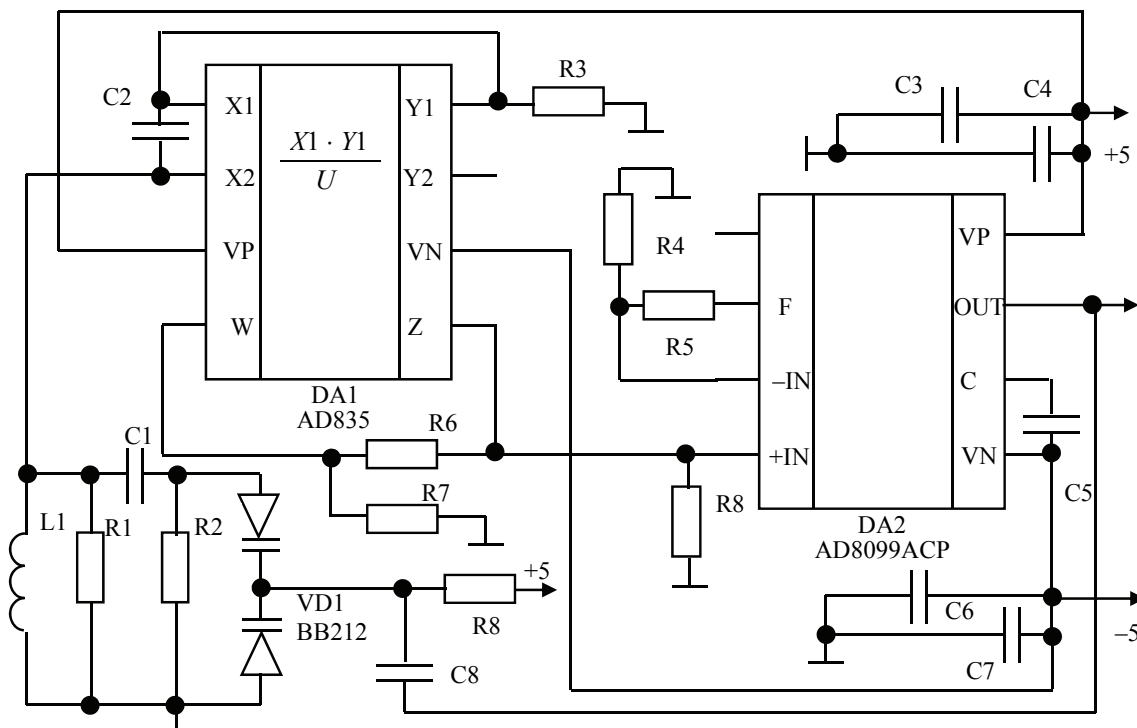 R3
C3
C4
C2
X1
Y1
X1 · Y1
U
+5
X2
Y2
R4
VP
VN
VP
F
OUT
W
Z
R5
–IN
C
DA1
AD835
C1
R6
+IN
VN
R7
R8
C5
L1
R1
R2
DA2
AD8099ACP
+5
VD1
BB212
R8
C6
–5
C8
C7